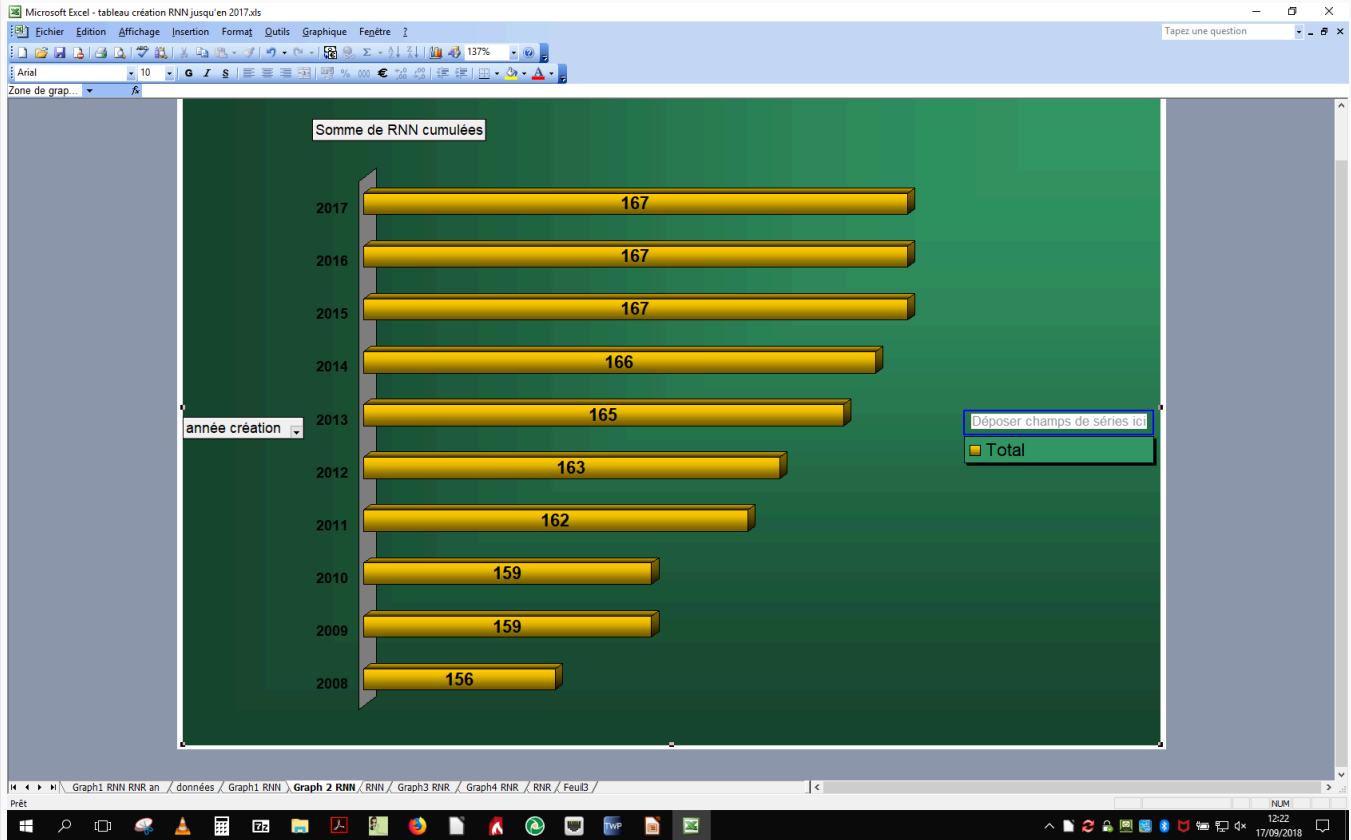 Microsoft Excel - tableau création RNN jusqu'en 2017.xls
Fichier Edition Affichage Insertion Format Outils Graphique Fenêtre ?
Tapez une question
137%
Arial 10 G I S % 000 €
Zone de grap... fx
Somme de RNN cumulées
2017 167
2016 167
2015 167
2014 166
2013 165
année création
Déposer champs de séries ici
Total
2012 163
2011 162
2010 159
2009 159
2008 156
Graph1 RNN RNR an / données / Graph1 RNN \ Graph 2 RNN / RNN / Graph3 RNR / Graph4 RNR / RNR / Feuil3 /
Prêt
NUM
7z TWP
12:22
17/09/2018